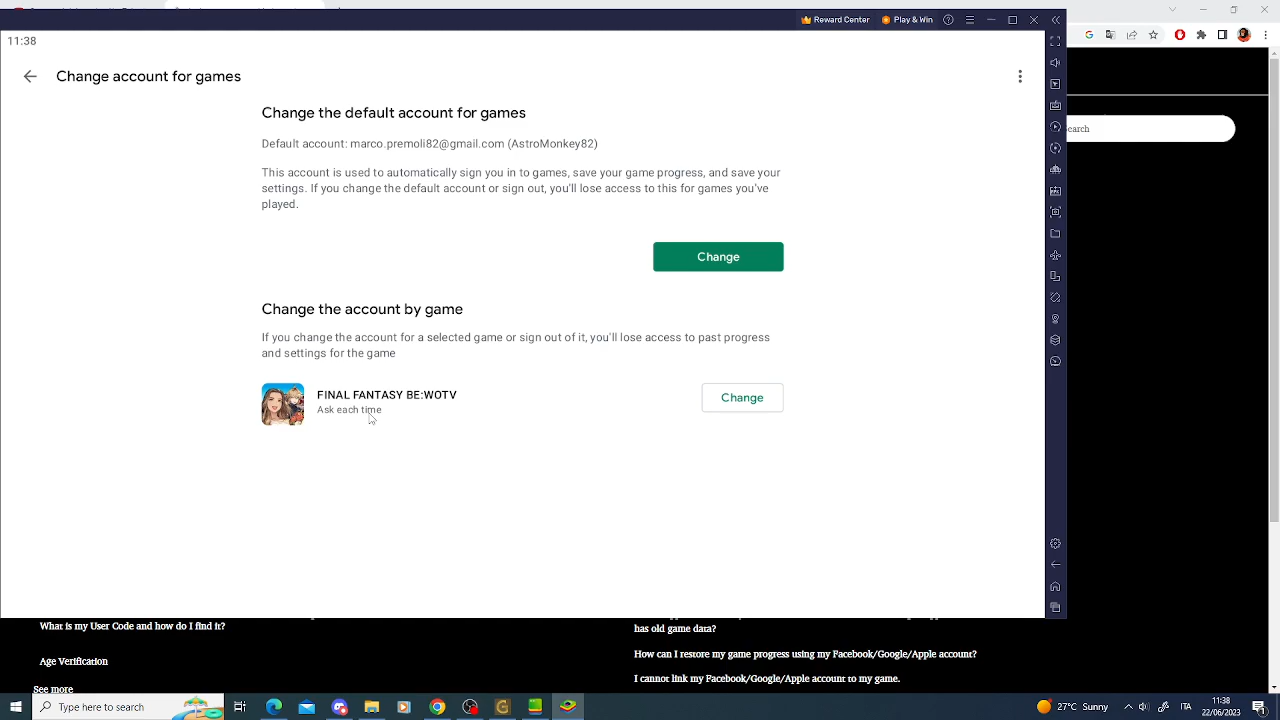 Reward Center
Play & Win
11:38
Change account for games
Change the default account for games
Default account: marco.premoli82@gmail.com (AstroMonkey82)
This account is used to automatically sign you in to games, save your game progress, and save your
settings. If you change the default account or sign out, you'll lose access to this for games you've
played.
Change
Change the account by game
If you change the account for a selected game or sign out of it, you'll lose access to past progress
and settings for the game
FINAL FANTASY BE:WOTV
Ask each time
Change
earch
What is my User Code and how do I find it?
Age Verification
See more
has old game data?
How can I restore my game progress using my Facebook/Google/Apple account?
I cannot link my Facebook/Google/Apple account to my game.
Type here to search
27°C Sunny
11:38
22/06/2023